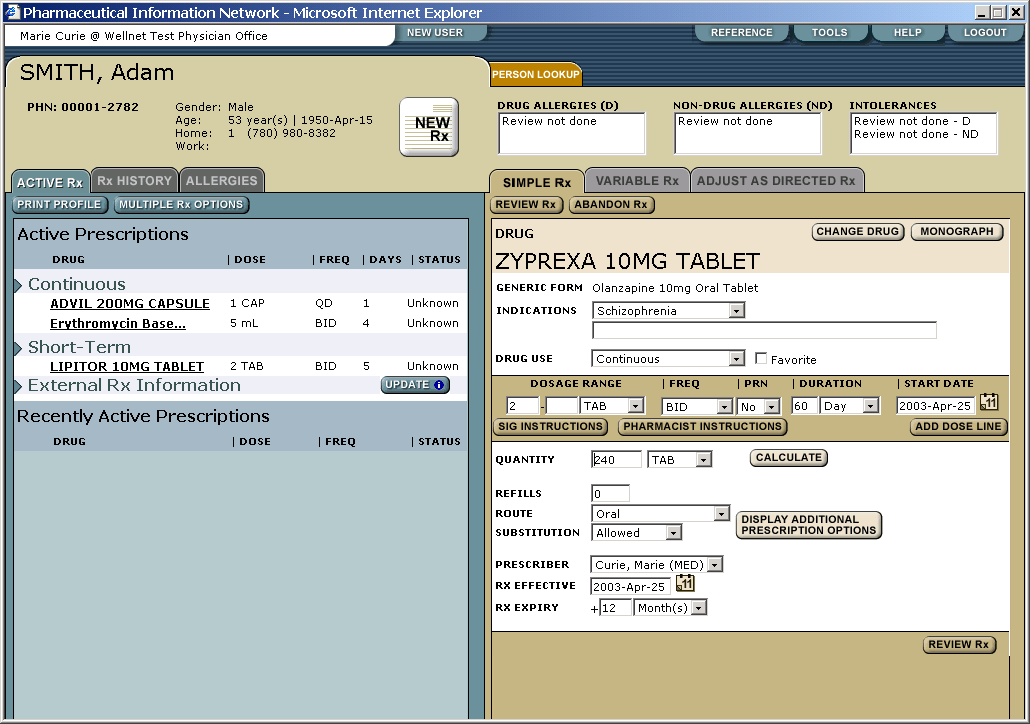 Pharmaceutical Information Network - Microsoft Internet Explorer
Marie Curie @ Wellnet Test Physician Office
NEW USER
REFERENCE TOOLS HELP LOGOUT
SMITH, Adam
PERSON LOOKUP
PHN: 00001-2782
Gender: Male
Age: 53 year(s) | 1950-Apr-15
Home: 1 (780) 980-8382
Work:
NEW Rx
DRUG ALLERGIES (D)
Review not done
NON-DRUG ALLERGIES (ND)
Review not done
INTOLERANCES
Review not done - D
Review not done - ND
ACTIVE Rx Rx HISTORY ALLERGIES
PRINT PROFILE MULTIPLE Rx OPTIONS
Active Prescriptions
DRUG | DOSE | FREQ | DAYS | STATUS
Continuous
ADVIL 200MG CAPSULE 1 CAP QD 1 Unknown
Erythromycin Base... 5 mL BID 4 Unknown
Short-Term
LIPITOR 10MG TABLET 2 TAB BID 5 Unknown
External Rx Information UPDATE i
Recently Active Prescriptions
DRUG | DOSE | FREQ | STATUS
SIMPLE Rx VARIABLE Rx ADJUST AS DIRECTED Rx
REVIEW Rx ABANDON Rx
DRUG CHANGE DRUG MONOGRAPH
ZYPREXA 10MG TABLET
GENERIC FORM Olanzapine 10mg Oral Tablet
INDICATIONS Schizophrenia
DRUG USE Continuous Favorite
DOSAGE RANGE | FREQ | PRN | DURATION | START DATE
2 - TAB BID No 60 Day 2003-Apr-25 11
SIG INSTRUCTIONS PHARMACIST INSTRUCTIONS ADD DOSE LINE
QUANTITY 240 TAB CALCULATE
REFILLS 0
ROUTE Oral
SUBSTITUTION Allowed
DISPLAY ADDITIONAL
PRESCRIPTION OPTIONS
PRESCRIBER Curie, Marie (MED)
RX EFFECTIVE 2003-Apr-25 11
RX EXPIRY +12 Month(s)
REVIEW Rx